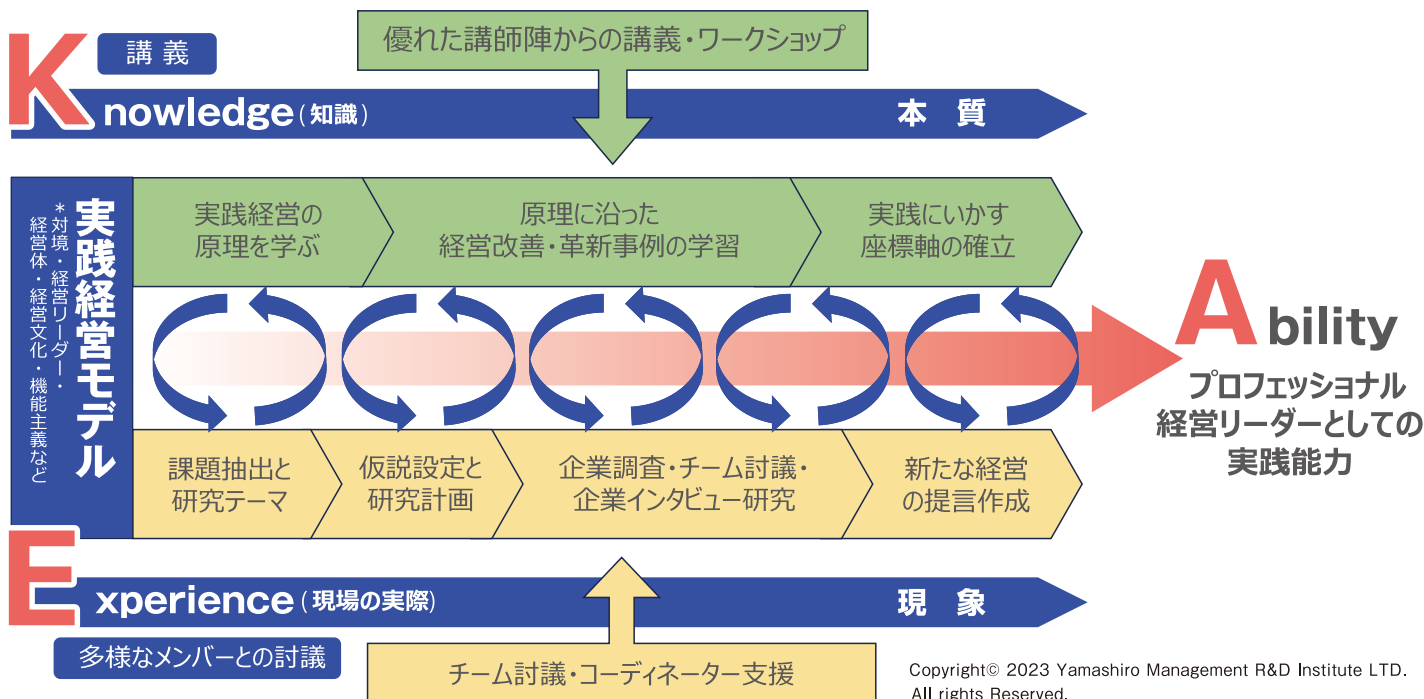 講 義
優れた講師陣からの講義・ワークショップ
Knowledge (知識)
本 質
実践経営モデル
*対境・経営リーダー・
経営体・経営文化・機能主義など
実践経営の
原理を学ぶ
原理に沿った
経営改善・革新事例の学習
実践にいかす
座標軸の確立
Ability
プロフェッショナル
経営リーダーとしての
実践能力
課題抽出と
研究テーマ
仮説設定と
研究計画
企業調査・チーム討議・
企業インタビュー研究
新たな経営
の提言作成
Experience (現場の実際)
現 象
多様なメンバーとの討議
チーム討議・コーディネーター支援
Copyright© 2023 Yamashiro Management R&D Institute LTD.
All rights Reserved.